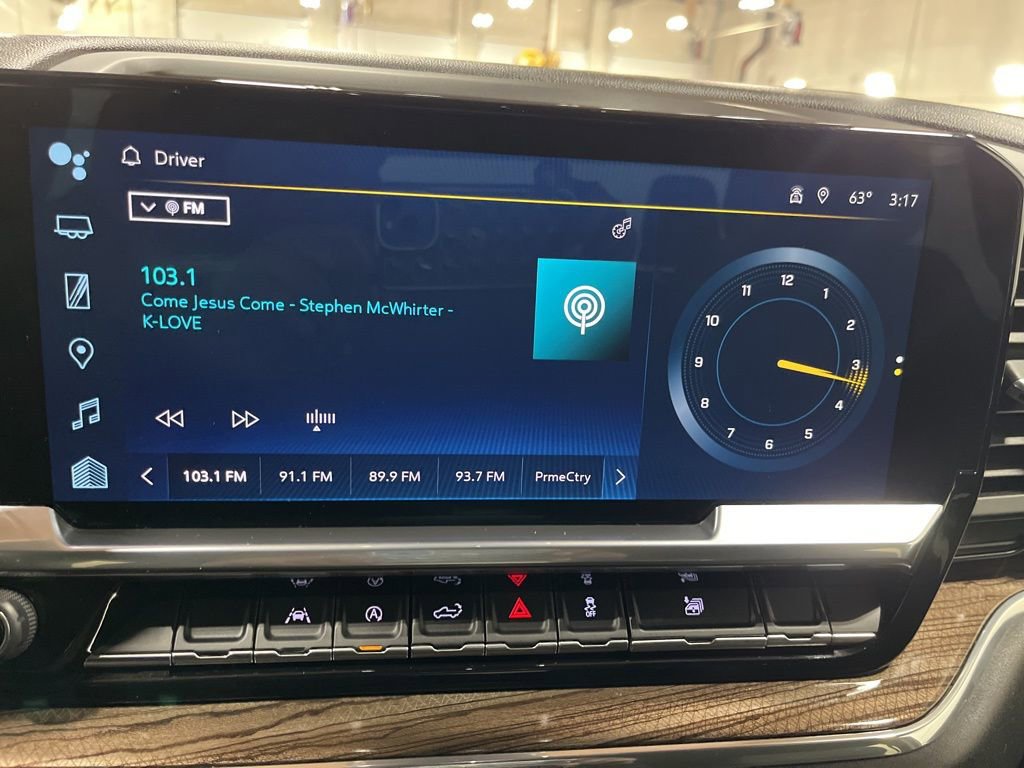 Driver
63° 3:17
FM
103.1
Come Jesus Come - Stephen McWhirter -
K-LOVE
12
11 1
10 2
9 3
8 4
7 5
6
103.1 FM 91.1 FM 89.9 FM 93.7 FM PrmeCtry
A
OFF